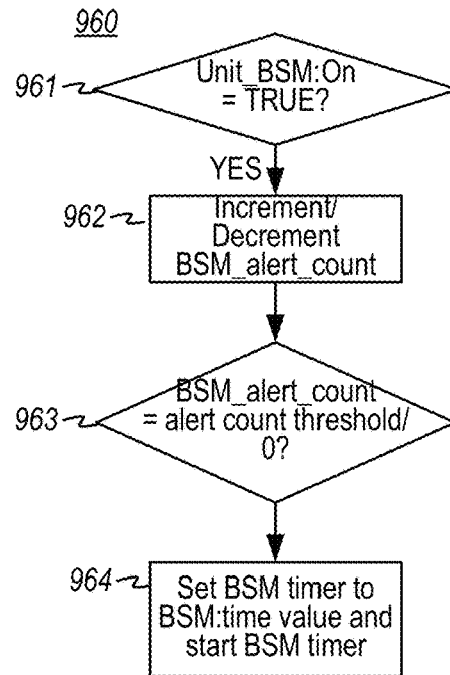 960
961
Unit_BSM:On
= TRUE?
YES
962
Increment/
Decrement
BSM_alert_count
963
BSM_alert_count
= alert count threshold/
0?
964
Set BSM timer to
BSM:time value and
start BSM timer